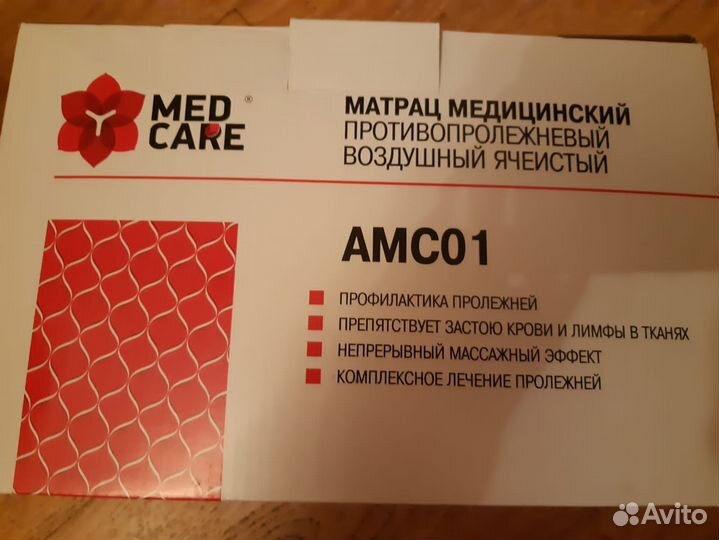 MED
CARE
®
МАТРАЦ МЕДИЦИНСКИЙ
ПРОТИВОПРОЛЕЖНЕВЫЙ
ВОЗДУШНЫЙ ЯЧЕИСТЫЙ
АМС01
ПРОФИЛАКТИКА ПРОЛЕЖНЕЙ
ПРЕПЯТСТВУЕТ ЗАСТОЮ КРОВИ И ЛИМФЫ В ТКАНЯХ
НЕПРЕРЫВНЫЙ МАССАЖНЫЙ ЭФФЕКТ
КОМПЛЕКСНОЕ ЛЕЧЕНИЕ ПРОЛЕЖНЕЙ
Avito